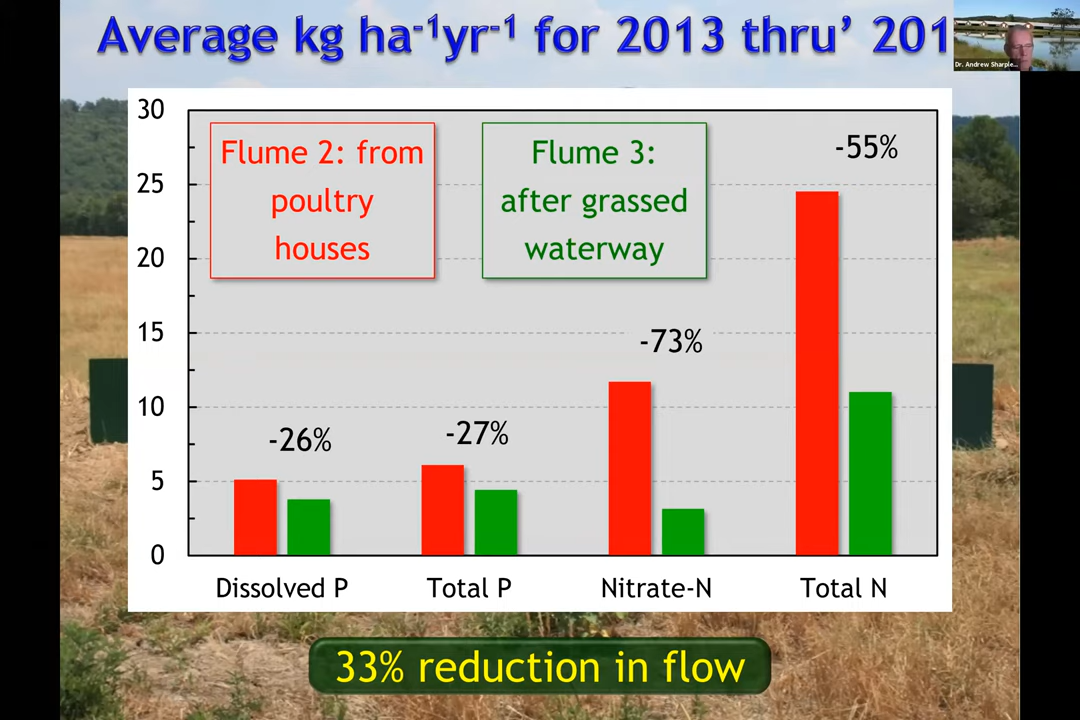 Average kg ha⁻¹yr⁻¹ for 2013 thru’ 201
Dr. Andrew Sharple...
30
Flume 2: from
poultry
houses
Flume 3:
after grassed
waterway
-55%
25
20
15
-73%
10
-26%
-27%
5
0
Dissolved P
Total P
Nitrate-N
Total N
33% reduction in flow